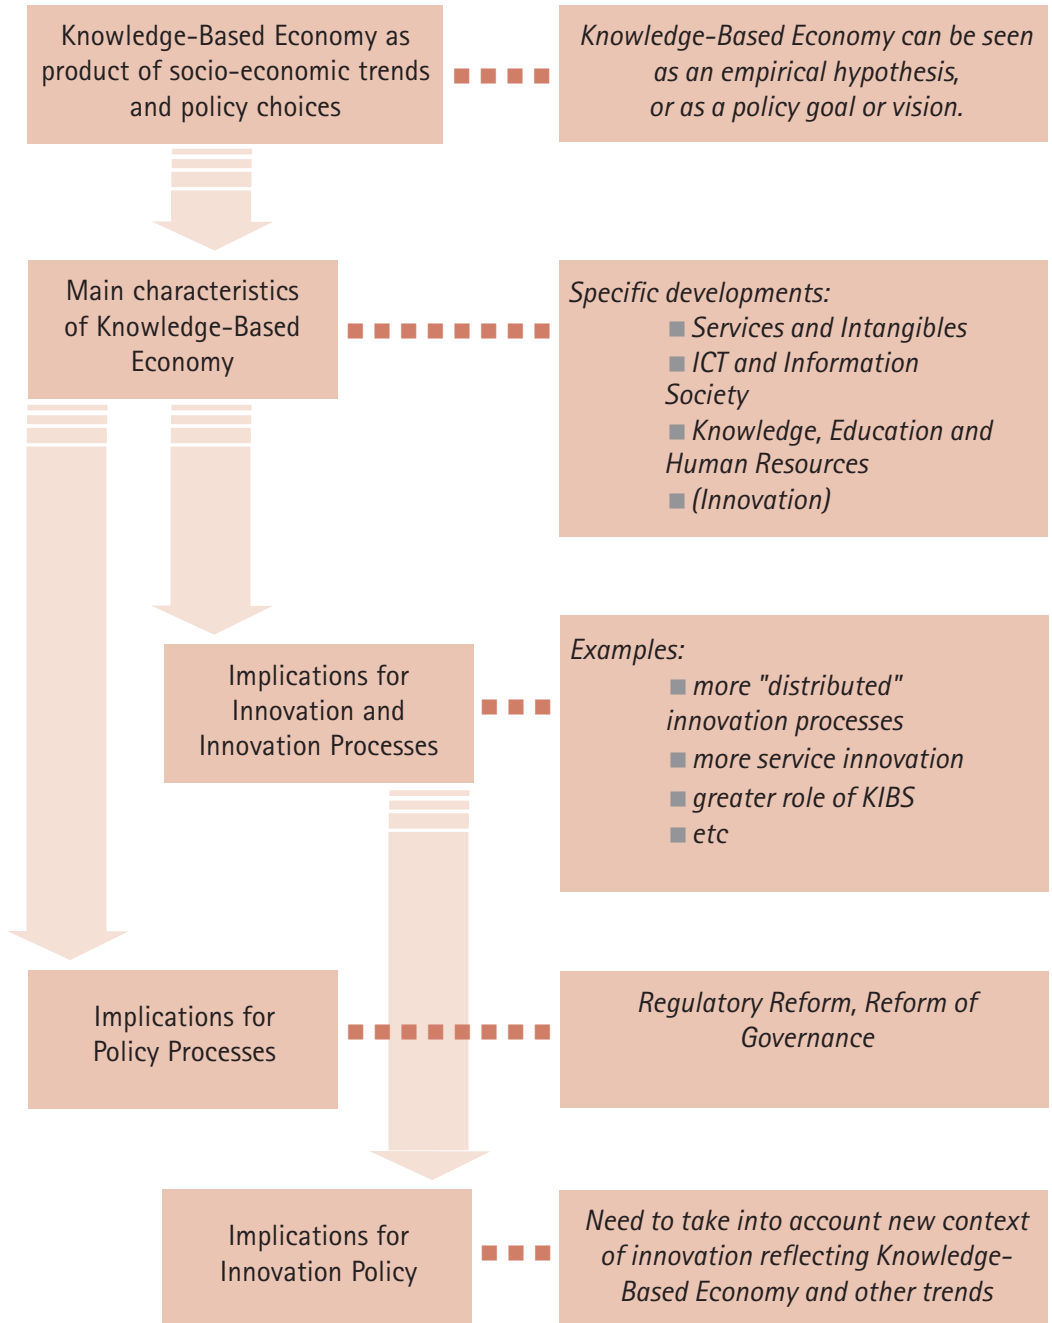 Knowledge-Based Economy as
product of socio-economic trends
and policy choices
Knowledge-Based Economy can be seen
as an empirical hypothesis,
or as a policy goal or vision.
Main characteristics
of Knowledge-Based
Economy
Specific developments:
Services and Intangibles
ICT and Information
Society
Knowledge, Education and
Human Resources
(Innovation)
Implications for
Innovation and
Innovation Processes
Examples:
more "distributed"
innovation processes
more service innovation
greater role of KIBS
etc
Implications for
Policy Processes
Regulatory Reform, Reform of
Governance
Implications for
Innovation Policy
Need to take into account new context
of innovation reflecting Knowledge-
Based Economy and other trends